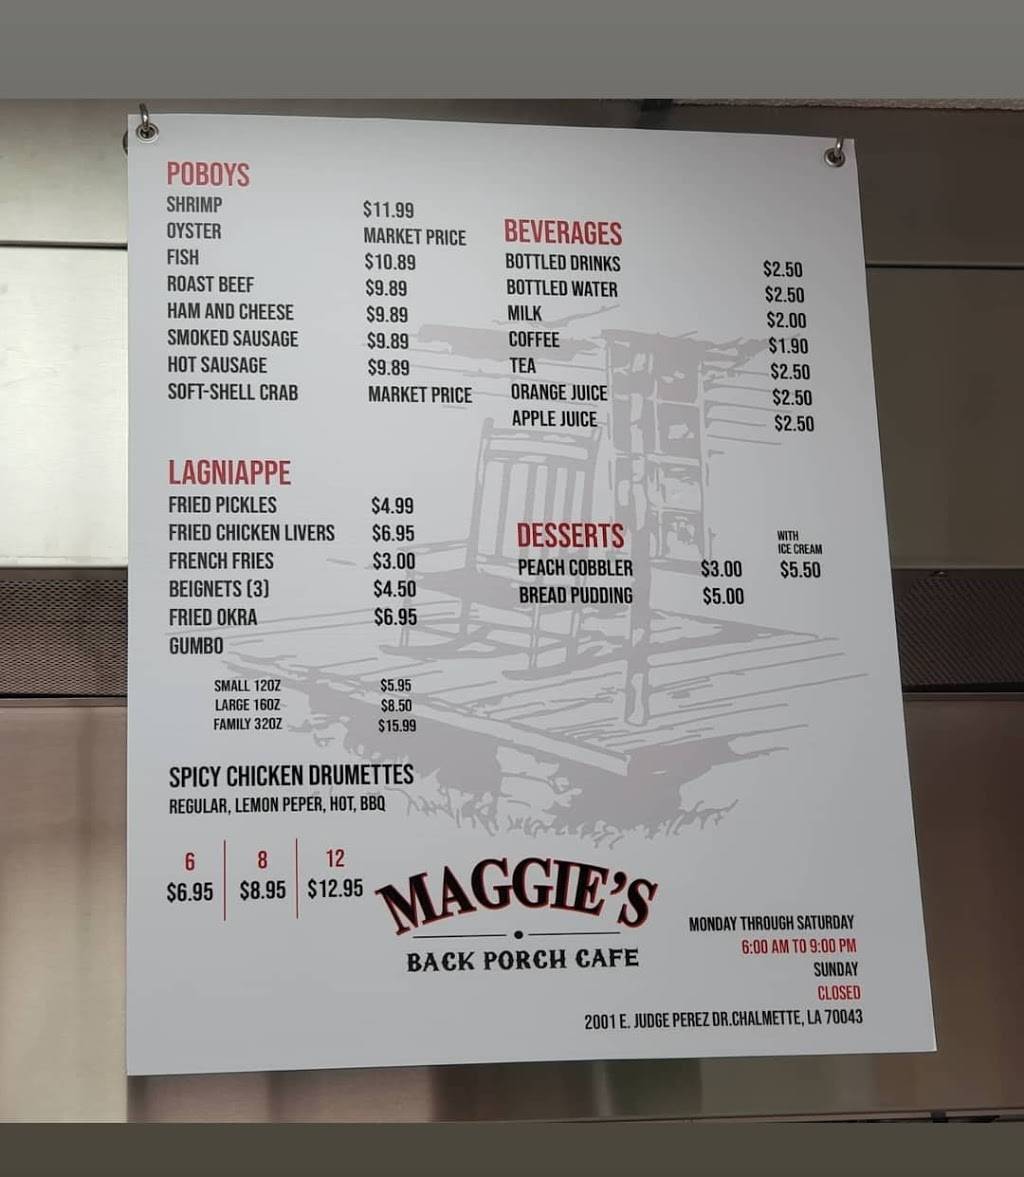 POBOYS
SHRIMP $11.99
OYSTER MARKET PRICE
FISH $10.89
ROAST BEEF $9.89
HAM AND CHEESE $9.89
SMOKED SAUSAGE $9.89
HOT SAUSAGE $9.89
SOFT-SHELL CRAB MARKET PRICE
LAGNIAPPE
FRIED PICKLES $4.99
FRIED CHICKEN LIVERS $6.95
FRENCH FRIES $3.00
BEIGNETS (3) $4.50
FRIED OKRA $6.95
GUMBO
SMALL 12OZ $5.95
LARGE 16OZ $8.50
FAMILY 32OZ $15.99
SPICY CHICKEN DRUMETTES
REGULAR, LEMON PEPER, HOT, BBQ
6 8 12
$6.95 $8.95 $12.95
BEVERAGES
BOTTLED DRINKS $2.50
BOTTLED WATER $2.50
MILK $2.00
COFFEE $1.90
TEA $2.50
ORANGE JUICE $2.50
APPLE JUICE $2.50
DESSERTS WITH
ICE CREAM
PEACH COBBLER $3.00 $5.50
BREAD PUDDING $5.00
MAGGIE'S
BACK PORCH CAFE
MONDAY THROUGH SATURDAY
6:00 AM TO 9:00 PM
SUNDAY
CLOSED
2001 E. JUDGE PEREZ DR.CHALMETTE, LA 70043